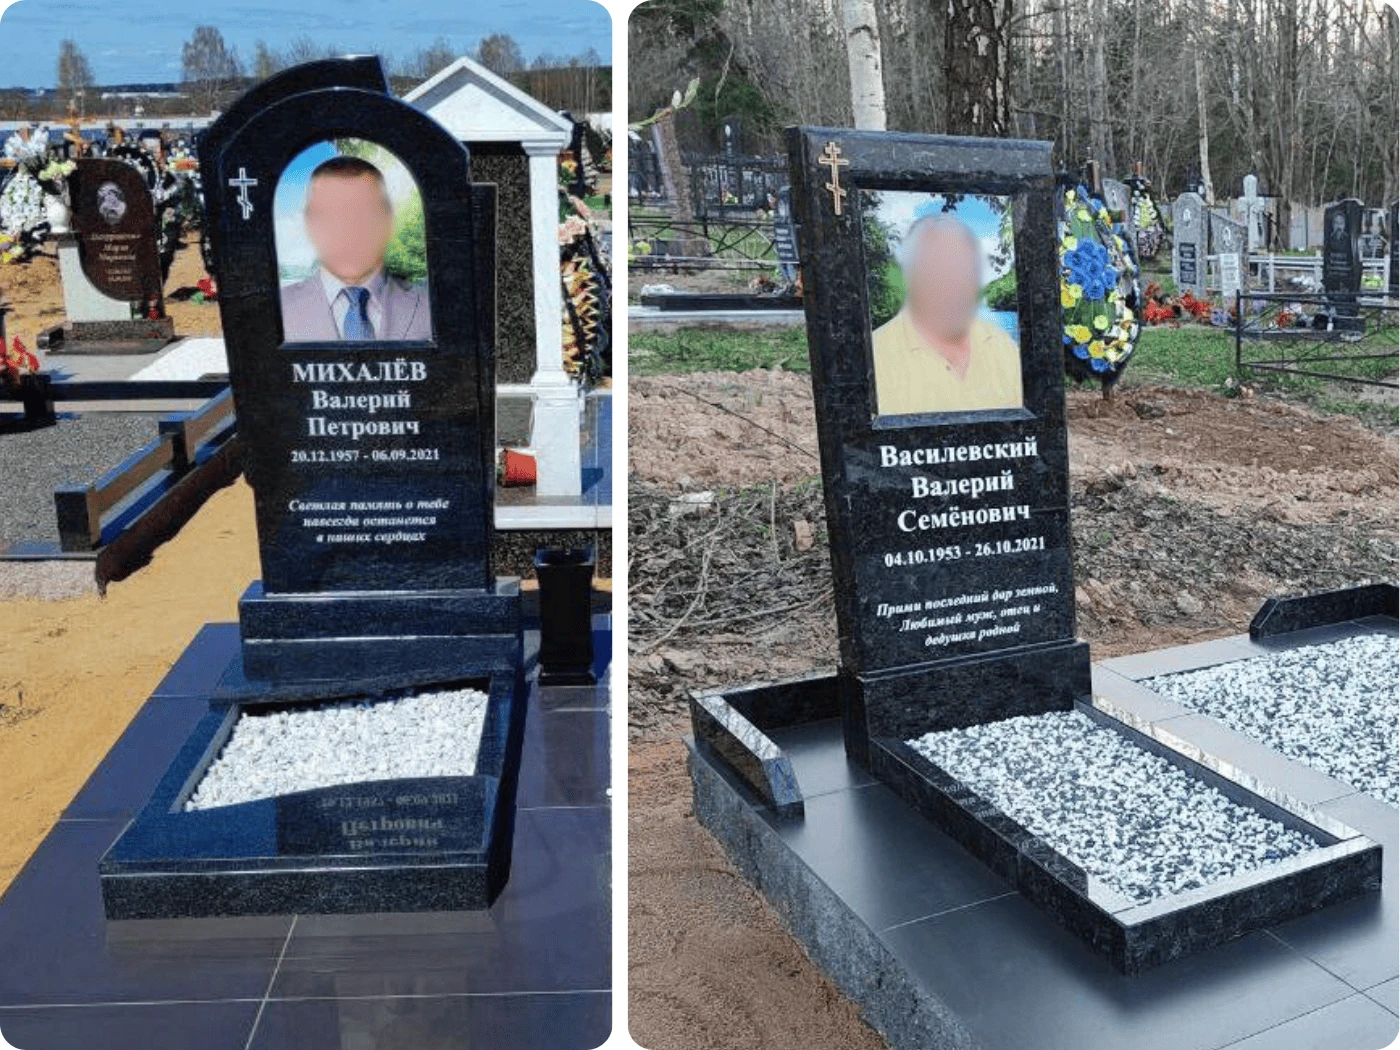 МИХАЛЁВ
Валерий
Петрович
20.12.1957 - 06.09.2021
Светлая память о тебе
навсегда останется
в наших сердцах
Василевский
Валерий
Семёнович
04.10.1953 - 26.10.2021
Прими последний дар земной,
Любимый муж, отец и
дедушка родной